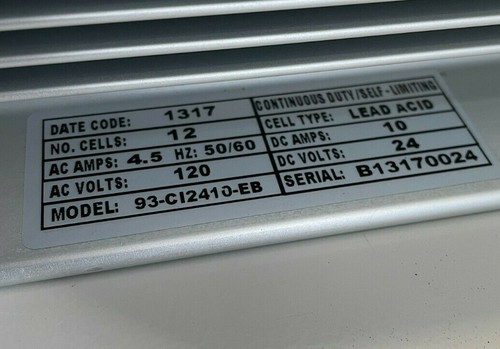 DATE CODE: 1317 CONTINUOUS DUTY/SELF-LIMITING
NO. CELLS: 12 CELL TYPE: LEAD ACID
AC AMPS: 4.5 HZ: 50/60 DC AMPS: 10
AC VOLTS: 120 DC VOLTS: 24
MODEL: 93-CI2410-EB SERIAL: B13170024